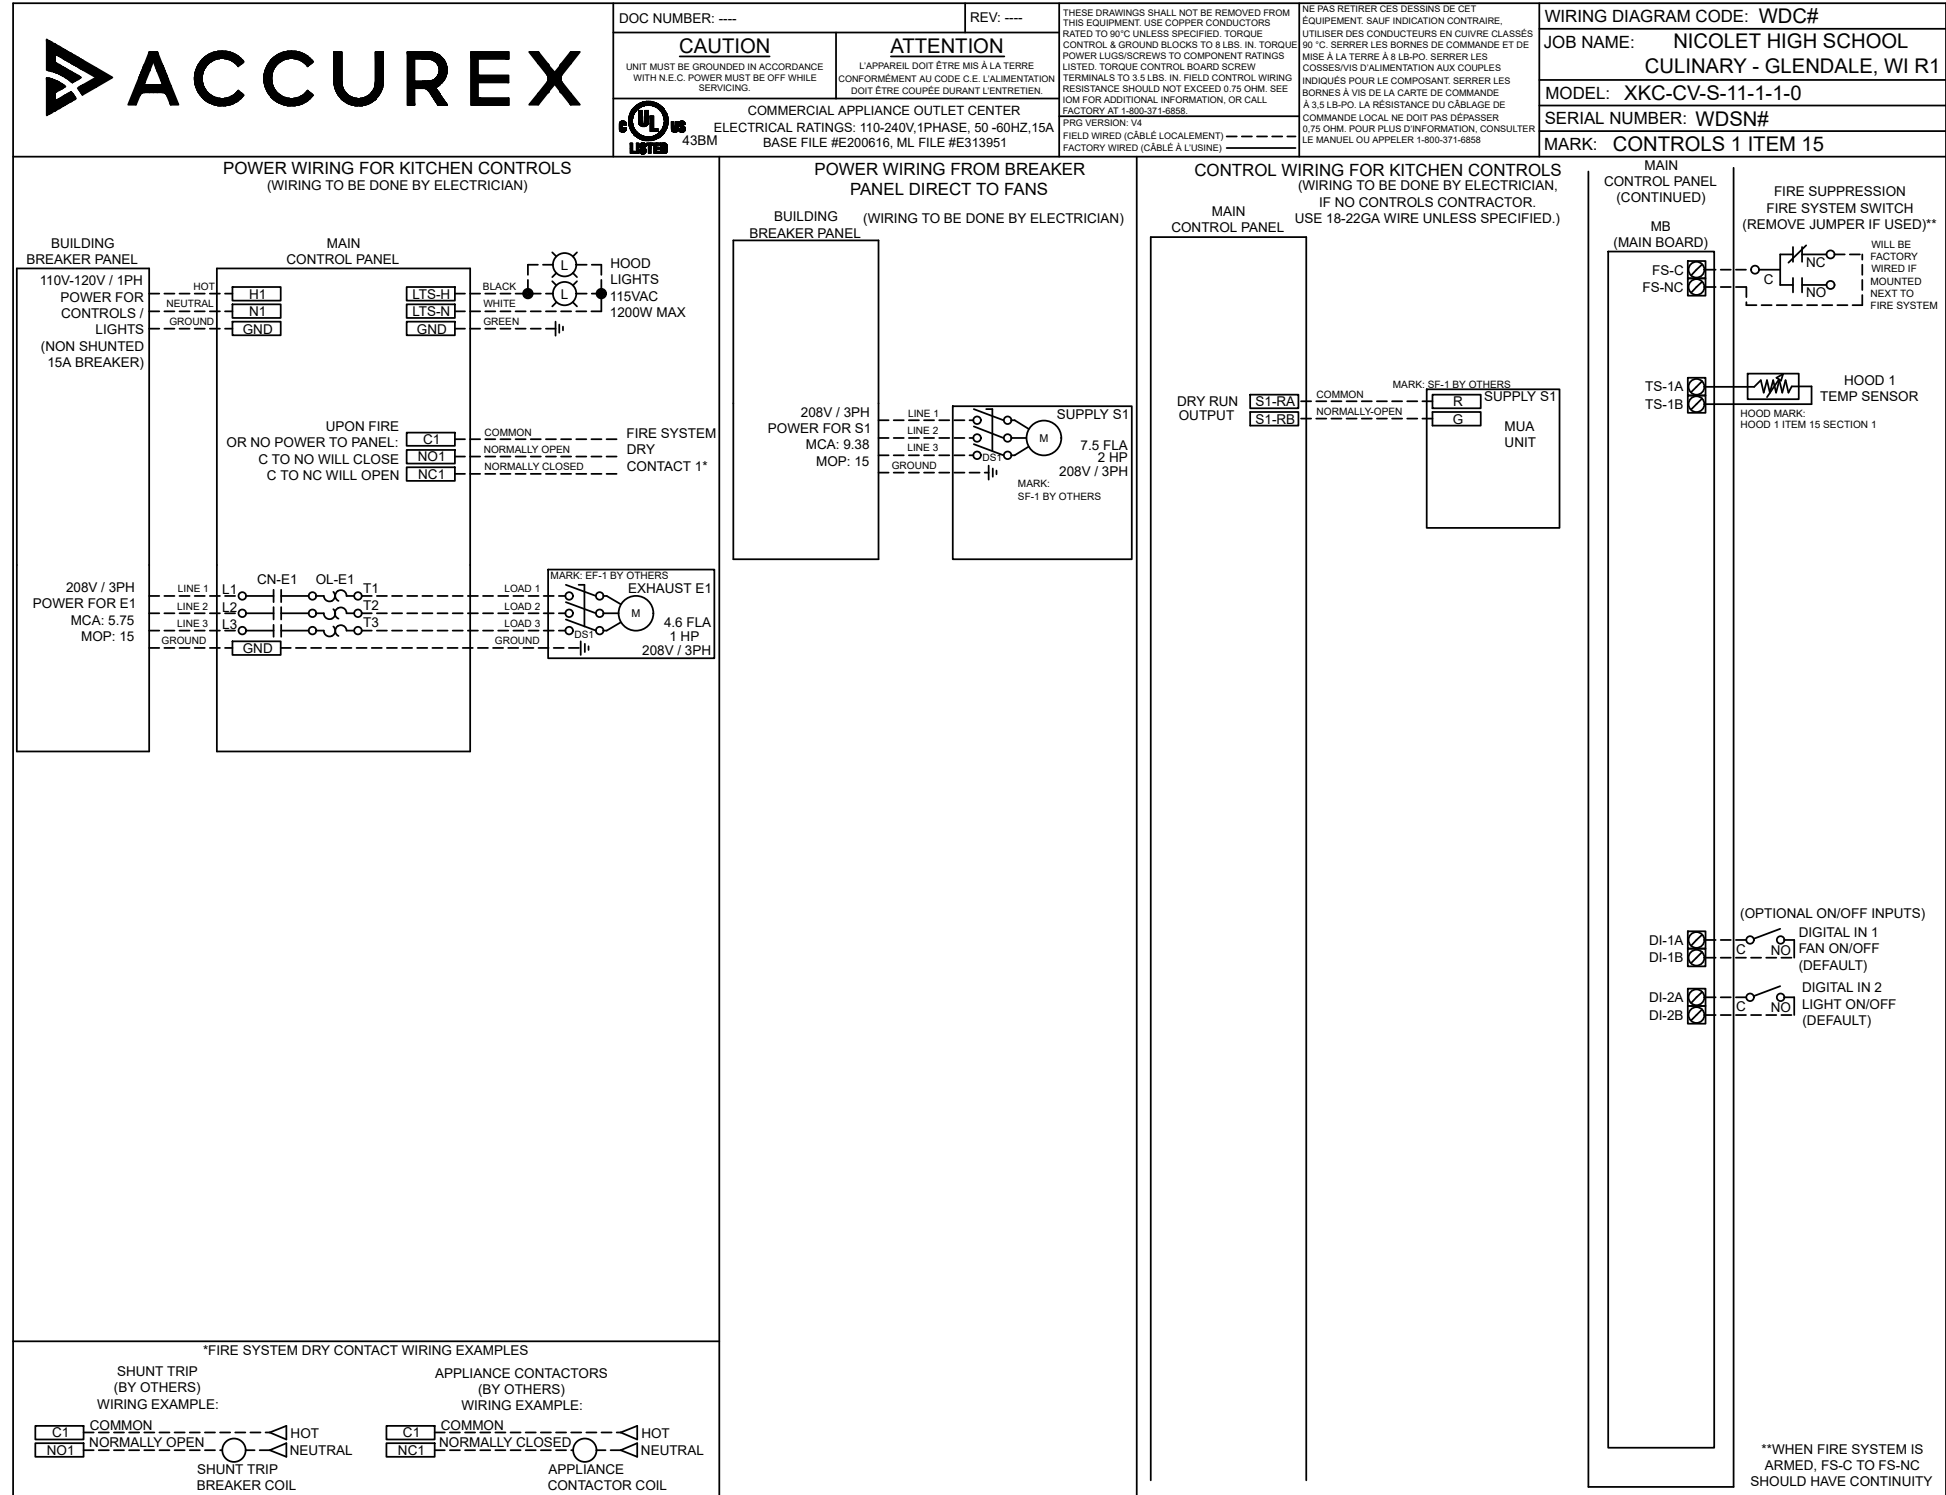 ACCUREX
DOC NUMBER: ----
REV: ----
CAUTION
UNIT MUST BE GROUNDED IN ACCORDANCE
WITH N.E.C. POWER MUST BE OFF WHILE
SERVICING.
ATTENTION
L'APPAREIL DOIT ÊTRE MIS À LA TERRE
CONFORMÉMENT AU CODE C.E. L'ALIMENTATION
DOIT ÊTRE COUPÉE DURANT L'ENTRETIEN.
C UL US
LISTED
43BM
COMMERCIAL APPLIANCE OUTLET CENTER
ELECTRICAL RATINGS: 110-240V,1PHASE, 50 -60HZ,15A
BASE FILE #E200616, ML FILE #E313951
THESE DRAWINGS SHALL NOT BE REMOVED FROM
THIS EQUIPMENT. USE COPPER CONDUCTORS
RATED TO 90°C UNLESS SPECIFIED. TORQUE
CONTROL & GROUND BLOCKS TO 8 LBS. IN. TORQUE
POWER LUGS/SCREWS TO COMPONENT RATINGS
LISTED. TORQUE CONTROL BOARD SCREW
TERMINALS TO 3.5 LBS. IN. FIELD CONTROL WIRING
RESISTANCE SHOULD NOT EXCEED 0.75 OHM. SEE
IOM FOR ADDITIONAL INFORMATION, OR CALL
FACTORY AT 1-800-371-6858.
PRG VERSION: V4
FIELD WIRED (CÂBLÉ LOCALEMENT)
FACTORY WIRED (CÂBLÉ À L'USINE)
NE PAS RETIRER CES DESSINS DE CET
ÉQUIPEMENT. SAUF INDICATION CONTRAIRE,
UTILISER DES CONDUCTEURS EN CUIVRE CLASSÉS
90 °C. SERRER LES BORNES DE COMMANDE ET DE
MISE À LA TERRE À 8 LB-PO. SERRER LES
COSSES/VIS D'ALIMENTATION AUX COUPLES
INDIQUÉS POUR LE COMPOSANT. SERRER LES
BORNES À VIS DE LA CARTE DE COMMANDE
À 3,5 LB-PO. LA RÉSISTANCE DU CÂBLAGE DE
COMMANDE LOCAL NE DOIT PAS DÉPASSER
0,75 OHM. POUR PLUS D'INFORMATION, CONSULTER
LE MANUEL OU APPELER 1-800-371-6858
WIRING DIAGRAM CODE: WDC#
JOB NAME: NICOLET HIGH SCHOOL
CULINARY - GLENDALE, WI R1
MODEL: XKC-CV-S-11-1-1-0
SERIAL NUMBER: WDSN#
MARK: CONTROLS 1 ITEM 15
POWER WIRING FOR KITCHEN CONTROLS
(WIRING TO BE DONE BY ELECTRICIAN)
BUILDING
BREAKER PANEL
MAIN
CONTROL PANEL
110V-120V / 1PH
POWER FOR
CONTROLS /
LIGHTS
(NON SHUNTED
15A BREAKER)
HOT
NEUTRAL
GROUND
H1
N1
GND
LTS-H
LTS-N
GND
BLACK
WHITE
GREEN
L
L
HOOD
LIGHTS
115VAC
1200W MAX
UPON FIRE
OR NO POWER TO PANEL:
C TO NO WILL CLOSE
C TO NC WILL OPEN
C1
NO1
NC1
COMMON
NORMALLY OPEN
NORMALLY CLOSED
FIRE SYSTEM
DRY
CONTACT 1*
208V / 3PH
POWER FOR E1
MCA: 5.75
MOP: 15
LINE 1
LINE 2
LINE 3
GROUND
L1
L2
L3
GND
CN-E1
OL-E1
T1
T2
T3
LOAD 1
LOAD 2
LOAD 3
GROUND
MARK: EF-1 BY OTHERS
EXHAUST E1
M
DS1
4.6 FLA
1 HP
208V / 3PH
*FIRE SYSTEM DRY CONTACT WIRING EXAMPLES
SHUNT TRIP
(BY OTHERS)
WIRING EXAMPLE:
C1
NO1
COMMON
NORMALLY OPEN
HOT
NEUTRAL
SHUNT TRIP
BREAKER COIL
APPLIANCE CONTACTORS
(BY OTHERS)
WIRING EXAMPLE:
C1
NC1
COMMON
NORMALLY CLOSED
HOT
NEUTRAL
APPLIANCE
CONTACTOR COIL
POWER WIRING FROM BREAKER
PANEL DIRECT TO FANS
(WIRING TO BE DONE BY ELECTRICIAN)
BUILDING
BREAKER PANEL
208V / 3PH
POWER FOR S1
MCA: 9.38
MOP: 15
LINE 1
LINE 2
LINE 3
GROUND
SUPPLY S1
M
DS1
7.5 FLA
2 HP
208V / 3PH
MARK:
SF-1 BY OTHERS
CONTROL WIRING FOR KITCHEN CONTROLS
(WIRING TO BE DONE BY ELECTRICIAN,
IF NO CONTROLS CONTRACTOR.
USE 18-22GA WIRE UNLESS SPECIFIED.)
MAIN
CONTROL PANEL
DRY RUN
OUTPUT
S1-RA
S1-RB
COMMON
NORMALLY-OPEN
MARK: SF-1 BY OTHERS
R
G
SUPPLY S1
MUA
UNIT
MAIN
CONTROL PANEL
(CONTINUED)
MB
(MAIN BOARD)
FS-C
FS-NC
FIRE SUPPRESSION
FIRE SYSTEM SWITCH
(REMOVE JUMPER IF USED)**
C
NC
NO
WILL BE
FACTORY
WIRED IF
MOUNTED
NEXT TO
FIRE SYSTEM
TS-1A
TS-1B
HOOD 1
TEMP SENSOR
HOOD MARK:
HOOD 1 ITEM 15 SECTION 1
(OPTIONAL ON/OFF INPUTS)
DI-1A
DI-1B
C
NO
DIGITAL IN 1
FAN ON/OFF
(DEFAULT)
DI-2A
DI-2B
C
NO
DIGITAL IN 2
LIGHT ON/OFF
(DEFAULT)
**WHEN FIRE SYSTEM IS
ARMED, FS-C TO FS-NC
SHOULD HAVE CONTINUITY